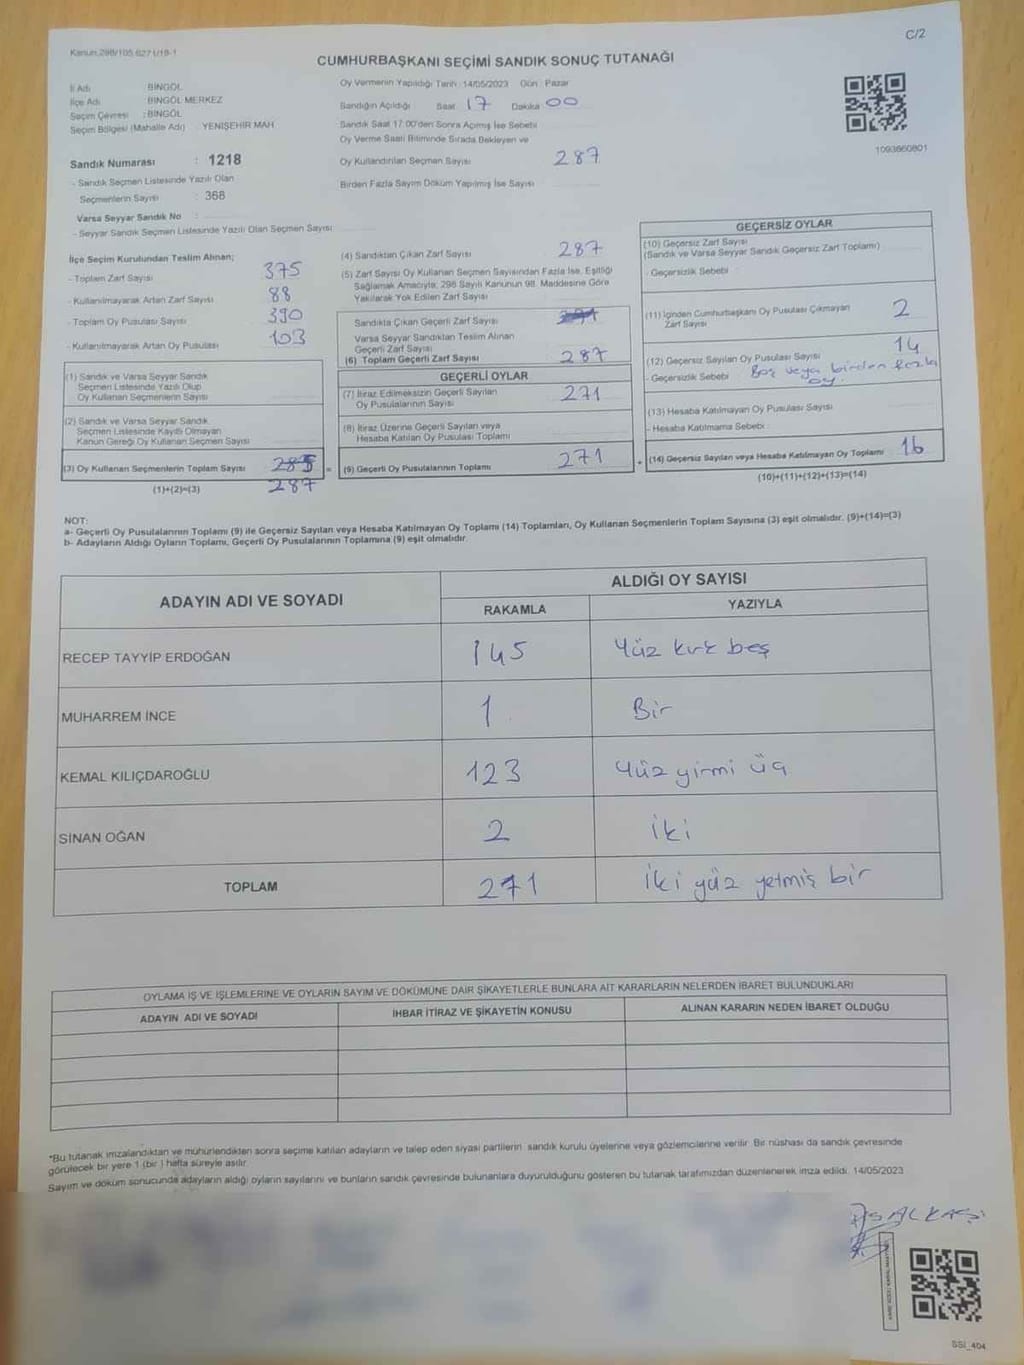 Kanun:298/105,6271/18-1
C/2
CUMHURBAŞKANI SEÇİMİ SANDIK SONUÇ TUTANAĞI
İl Adı BİNGÖL
İlçe Adı BİNGÖL MERKEZ
Seçim Çevresi : BİNGÖL
Seçim Bölgesi (Mahalle Adı) : YENİŞEHİR MAH.
Sandık Numarası : 1218
- Sandık Seçmen Listesinde Yazılı Olan
Seçmenlerin Sayısı : 368
Varsa Seyyar Sandık No :
- Seyyar Sandık Seçmen Listesinde Yazılı Olan Seçmen Sayısı
Oy Vermenin Yapıldığı Tarih : 14/05/2023 Gün : Pazar
Sandığın Açıldığı Saat 17 Dakika 00
Sandık Saat 17:00'den Sonra Açımış İse Sebebi
Oy Verme Saati Bitiminde Sırada Bekleyen ve
Oy Kullandırılan Seçmen Sayısı 287
Birden Fazla Sayım Döküm Yapılmış İse Sayısı
1093860801
İlçe Seçim Kurulundan Teslim Alınan;
- Toplam Zarf Sayısı 375
- Kullanılmayarak Artan Zarf Sayısı 88
- Toplam Oy Pusulası Sayısı 390
- Kullanılmayarak Artan Oy Pusulası 103
(1) Sandık ve Varsa Seyyar Sandık
Seçmen Listesinde Yazılı Olup
Oy Kullanan Seçmenlerin Sayısı
(2) Sandık ve Varsa Seyyar Sandık
Seçmen Listesinde Kayıtlı Olmayan
Kanun Gereği Oy Kullanan Seçmen Sayısı
(3) Oy Kullanan Seçmenlerin Toplam Sayısı 285 =
(1)+(2)=(3) 287
(4) Sandıktan Çıkan Zarf Sayısı 287
(5) Zarf Sayısı Oy Kullanan Seçmen Sayısından Fazla İse, Eşitliği
Sağlamak Amacıyla, 298 Sayılı Kanunun 98. Maddesine Göre
Yakılarak Yok Edilen Zarf Sayısı
Sandıkta Çıkan Geçerli Zarf Sayısı
Varsa Seyyar Sandıktan Teslim Alınan
Geçerli Zarf Sayısı
(6) Toplam Geçerli Zarf Sayısı 287
GEÇERLİ OYLAR
(7) İtiraz Edilmeksizin Geçerli Sayılan
Oy Pusulalarının Sayısı 271
(8) İtiraz Üzerine Geçerli Sayılan veya
Hesaba Katılan Oy Pusulası Toplamı
(9) Geçerli Oy Pusulalarının Toplamı 271 +
GEÇERSİZ OYLAR
(10) Geçersiz Zarf Sayısı
(Sandık ve Varsa Seyyar Sandık Geçersiz Zarf Toplamı)
- Geçersizlik Sebebi
(11) İçinden Cumhurbaşkanı Oy Pusulası Çıkmayan
Zarf Sayısı 2
(12) Geçersiz Sayılan Oy Pusulası Sayısı 14
- Geçersizlik Sebebi Boş veya birden fazla
oy.
(13) Hesaba Katılmayan Oy Pusulası Sayısı
- Hesaba Katılmama Sebebi
(14) Geçersiz Sayılan veya Hesaba Katılmayan Oy Toplamı 16
(10)+(11)+(12)+(13)=(14)
NOT:
a- Geçerli Oy Pusulalarının Toplamı (9) ile Geçersiz Sayılan veya Hesaba Katılmayan Oy Toplamı (14) Toplamları, Oy Kullanan Seçmenlerin Toplam Sayısına (3) eşit olmalıdır. (9)+(14)=(3)
b- Adayların Aldığı Oyların Toplamı, Geçerli Oy Pusulalarının Toplamına (9) eşit olmalıdır.
ADAYIN ADI VE SOYADI
ALDIĞI OY SAYISI
RAKAMLA YAZIYLA
RECEP TAYYİP ERDOĞAN 145 Yüz kırk beş
MUHARREM İNCE 1 Bir
KEMAL KILIÇDAROĞLU 123 Yüz yirmi üç
SİNAN OĞAN 2 iki
TOPLAM 271 iki yüz yetmiş bir
OYLAMA İŞ VE İŞLEMLERİNE VE OYLARIN SAYIM VE DÖKÜMÜNE DAİR ŞİKAYETLERLE BUNLARA AİT KARARLARIN NELERDEN İBARET BULUNDUKLARI
ADAYIN ADI VE SOYADI İHBAR İTİRAZ VE ŞİKAYETİN KONUSU ALINAN KARARIN NEDEN İBARET OLDUĞU
*Bu tutanak imzalandıktan ve mühürlendikten sonra seçime katılan adayların ve talep eden siyasi partilerin sandık kurulu üyelerine veya gözlemcilerine verilir. Bir nüshası da sandık çevresinde
görülecek bir yere 1 (bir ) hafta süreyle asılır.
Sayım ve döküm sonucunda adayların aldığı oyların sayılarını ve bunların sandık çevresinde bulunanlara duyurulduğunu gösteren bu tutanak tarafımızdan düzenlenerek imza edildi. 14/05/2023
SSİ_404